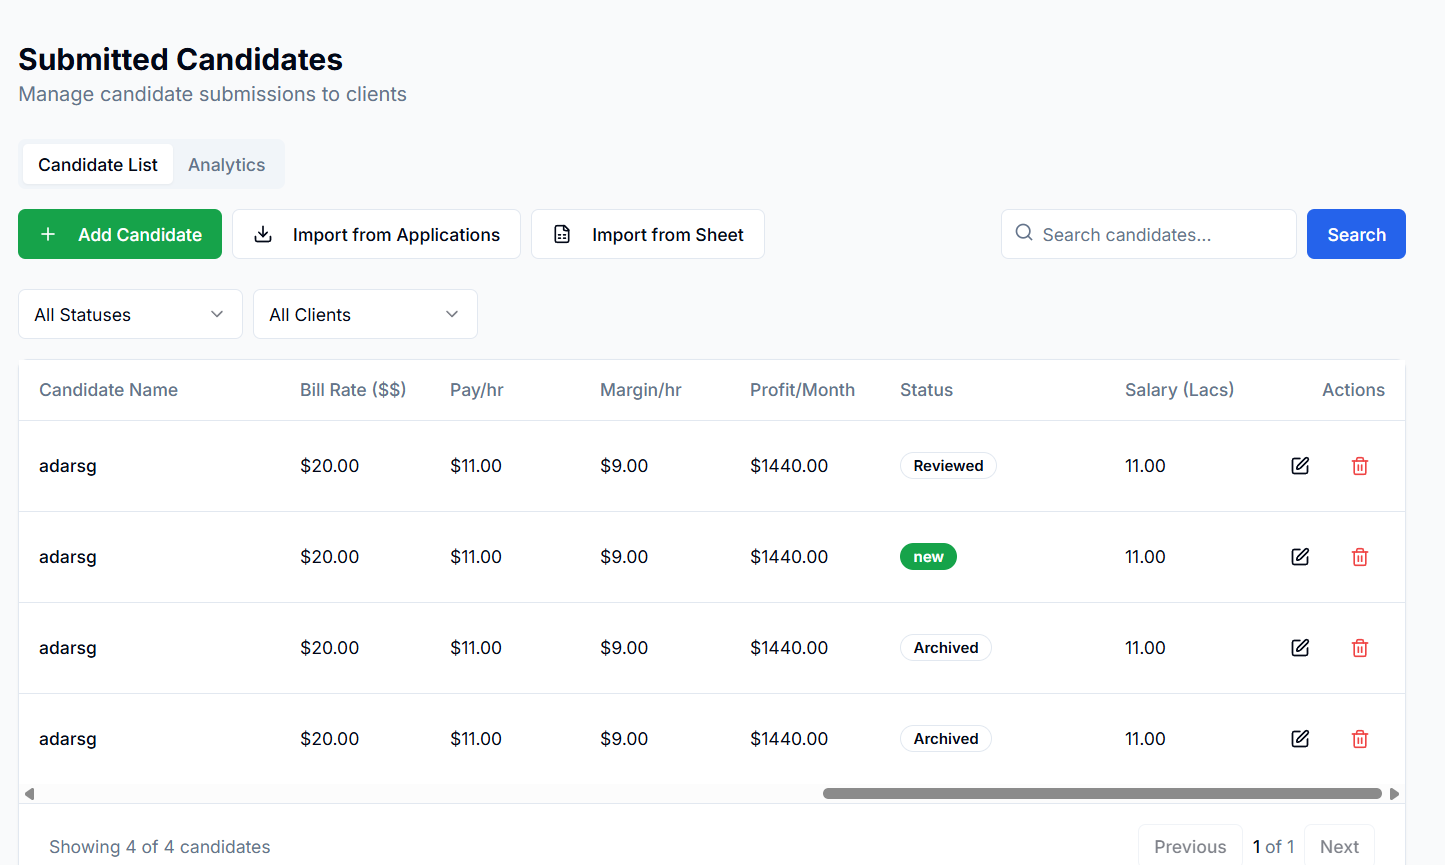 Submitted Candidates
Manage candidate submissions to clients
Candidate List Analytics
Add Candidate Import from Applications Import from Sheet Search candidates... Search
All Statuses All Clients
Candidate Name Bill Rate ($$) Pay/hr Margin/hr Profit/Month Status Salary (Lacs) Actions
adarsg $20.00 $11.00 $9.00 $1440.00 Reviewed 11.00
adarsg $20.00 $11.00 $9.00 $1440.00 new 11.00
adarsg $20.00 $11.00 $9.00 $1440.00 Archived 11.00
adarsg $20.00 $11.00 $9.00 $1440.00 Archived 11.00
Showing 4 of 4 candidates Previous 1 of 1 Next